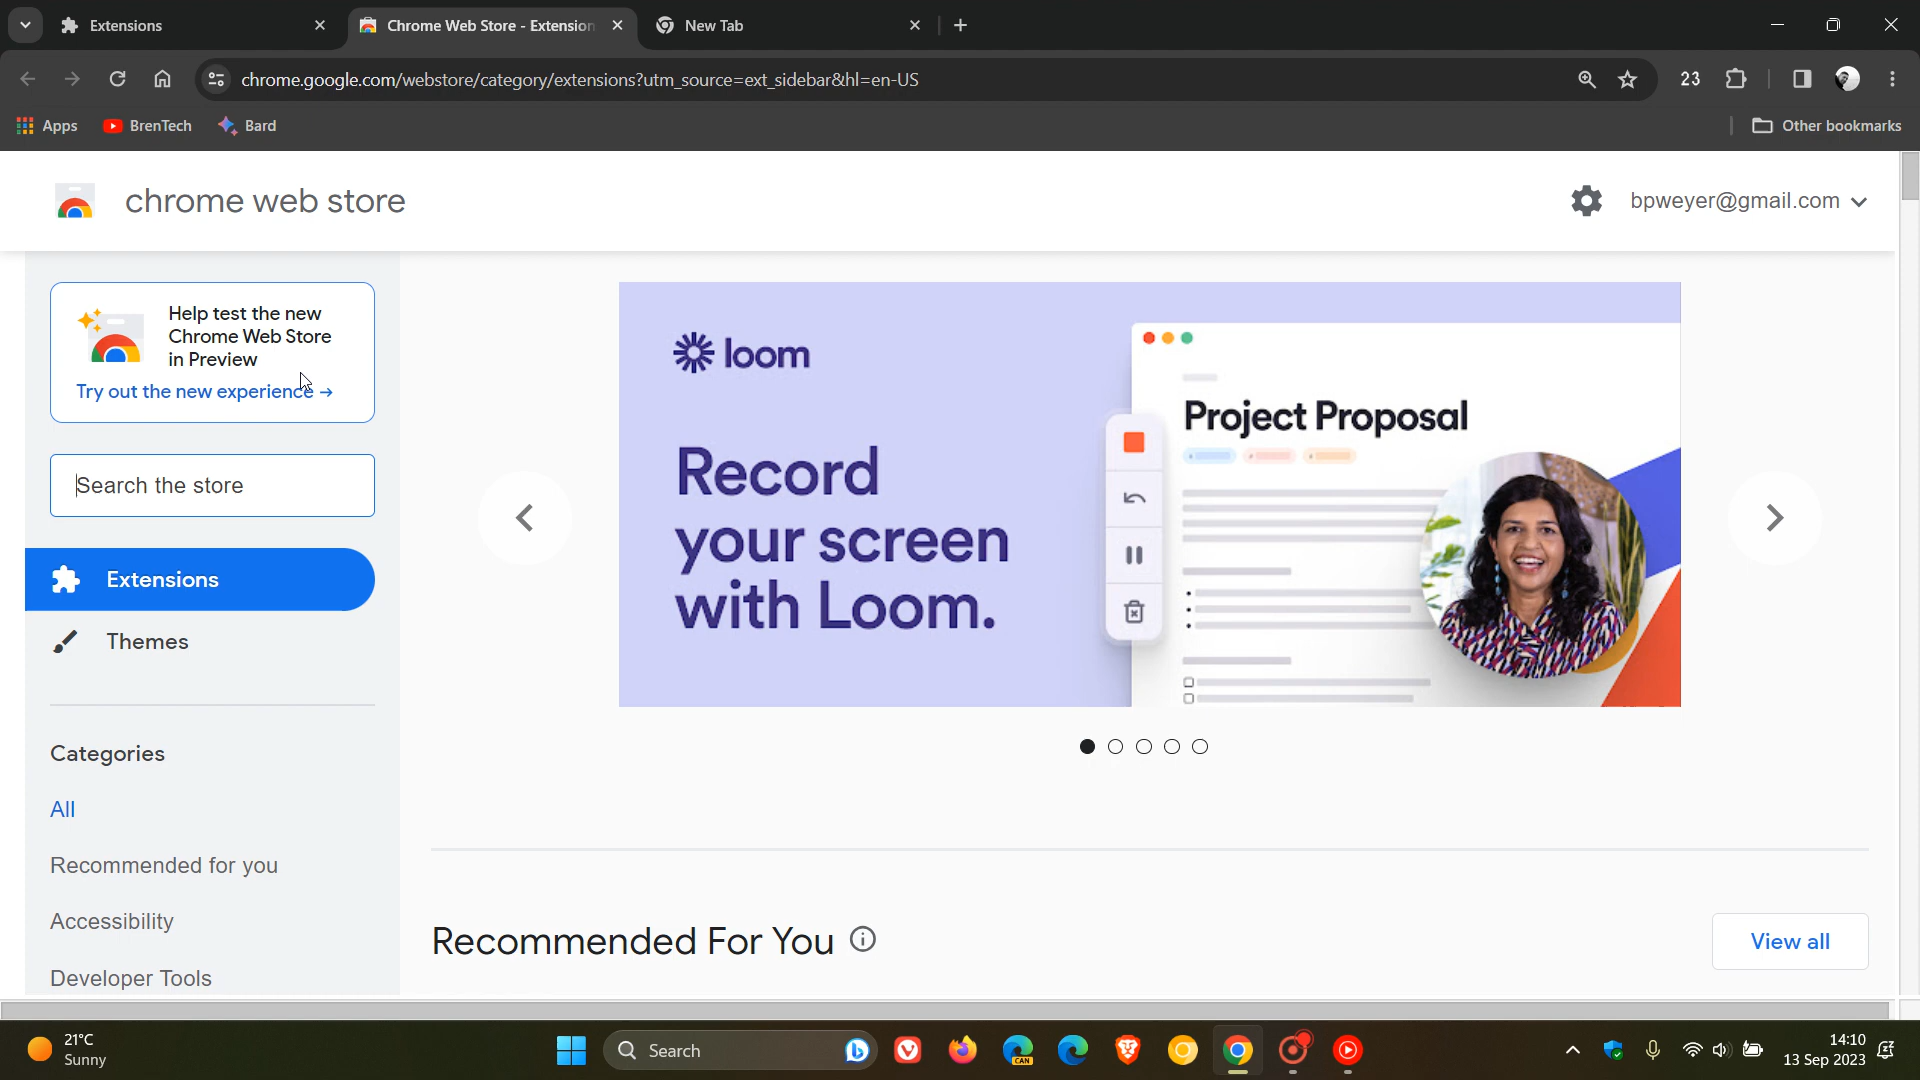 Extensions
Chrome Web Store - Extension
New Tab
chrome.google.com/webstore/category/extensions?utm_source=ext_sidebar&hl=en-US
23
Apps
BrenTech
Bard
Other bookmarks
chrome web store
bpweyer@gmail.com
Help test the new
Chrome Web Store
in Preview
Try out the new experience →
Search the store
Extensions
Themes
Categories
All
Recommended for you
Accessibility
Developer Tools
loom
Record
your screen
with Loom.
Project Proposal
Recommended For You
View all
21°C
Sunny
Search
CAN
14:10
13 Sep 2023